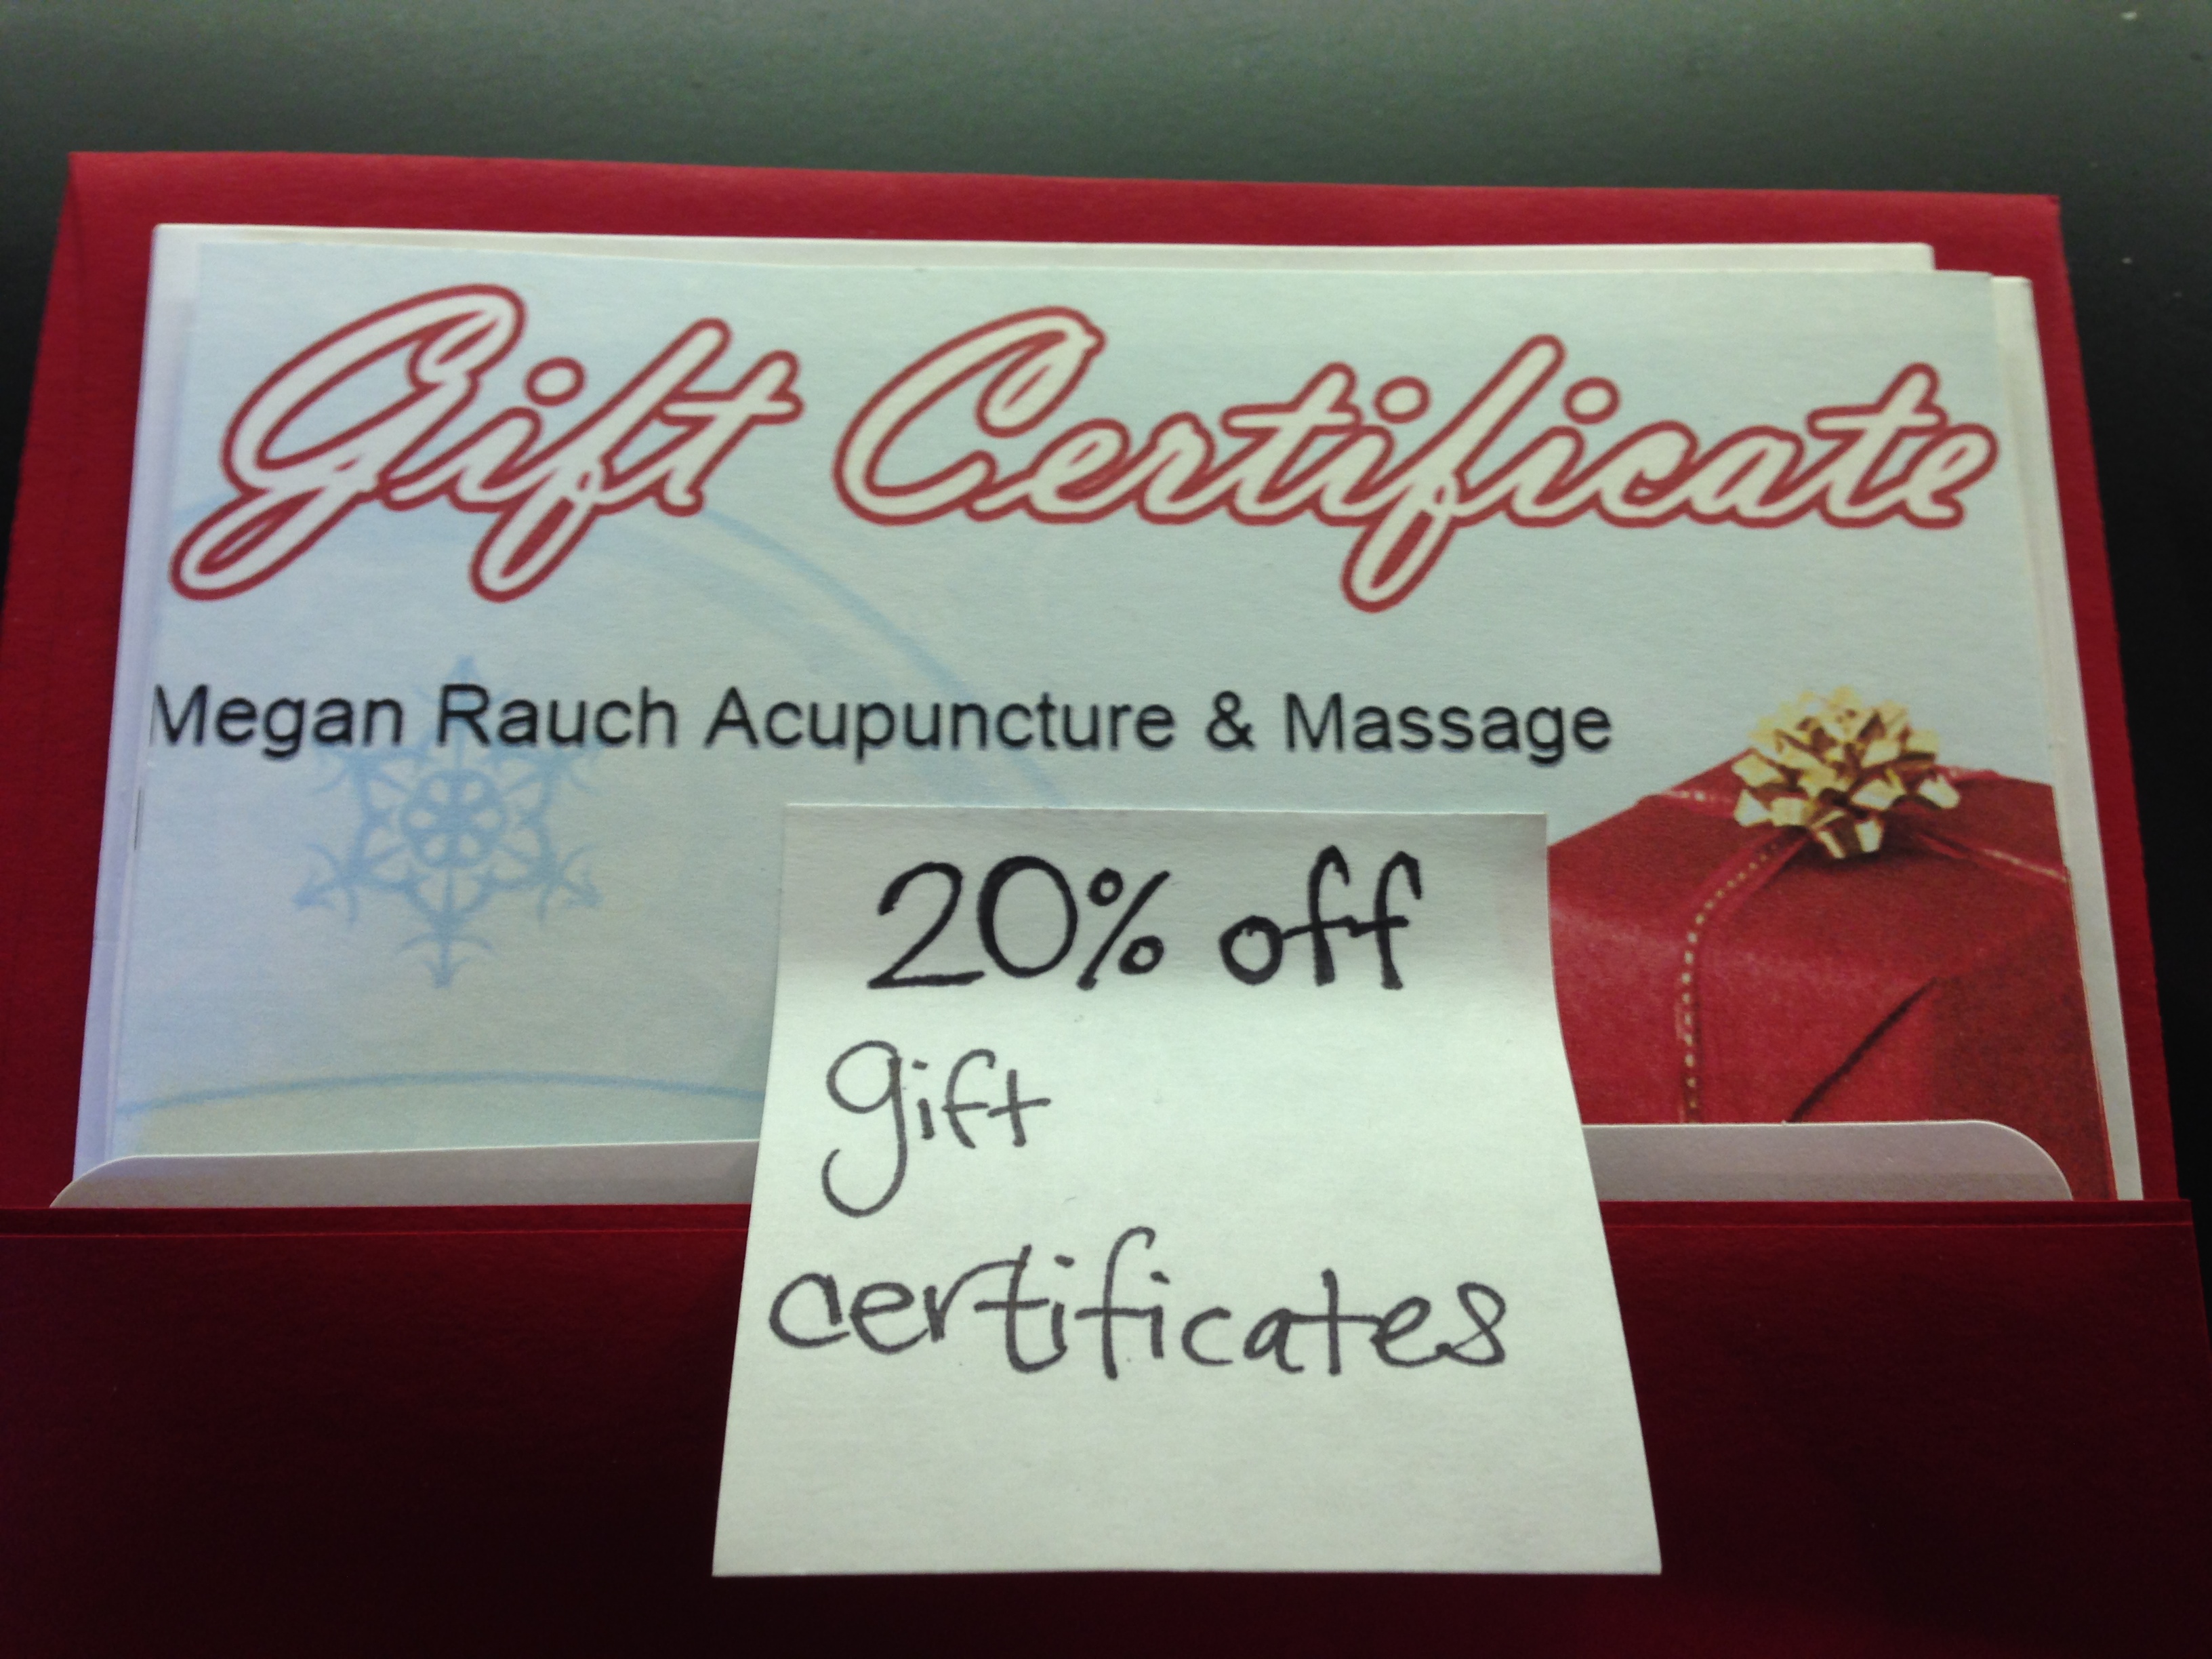 Gift Certificate
Megan Rauch Acupuncture & Massage
20% off
gift
certificates